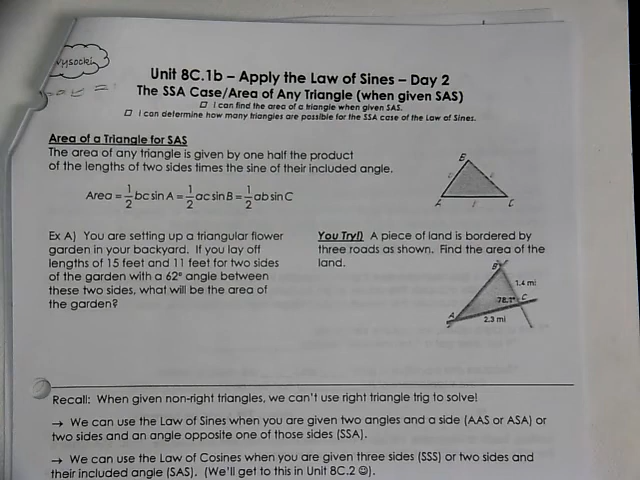 Wysocki
Unit 8C.1b – Apply the Law of Sines – Day 2
The SSA Case/Area of Any Triangle (when given SAS)
□ I can find the area of a triangle when given SAS.
□ I can determine how many triangles are possible for the SSA case of the Law of Sines.
Area of a Triangle for SAS
The area of any triangle is given by one half the product
of the lengths of two sides times the sine of their included angle.
Area = 1/2 bc sin A = 1/2 ac sin B = 1/2 ab sin C
B
A
C
Ex A) You are setting up a triangular flower
garden in your backyard. If you lay off
lengths of 15 feet and 11 feet for two sides
of the garden with a 62° angle between
these two sides, what will be the area of
the garden?
You Try!) A piece of land is bordered by
three roads as shown. Find the area of the
land.
B
1.4 mi
C
A
2.3 mi
Recall: When given non-right triangles, we can't use right triangle trig to solve!
→ We can use the Law of Sines when you are given two angles and a side (AAS or ASA) or
two sides and an angle opposite one of those sides (SSA).
→ We can use the Law of Cosines when you are given three sides (SSS) or two sides and
their included angle (SAS). (We'll get to this in Unit 8C.2 ☺).